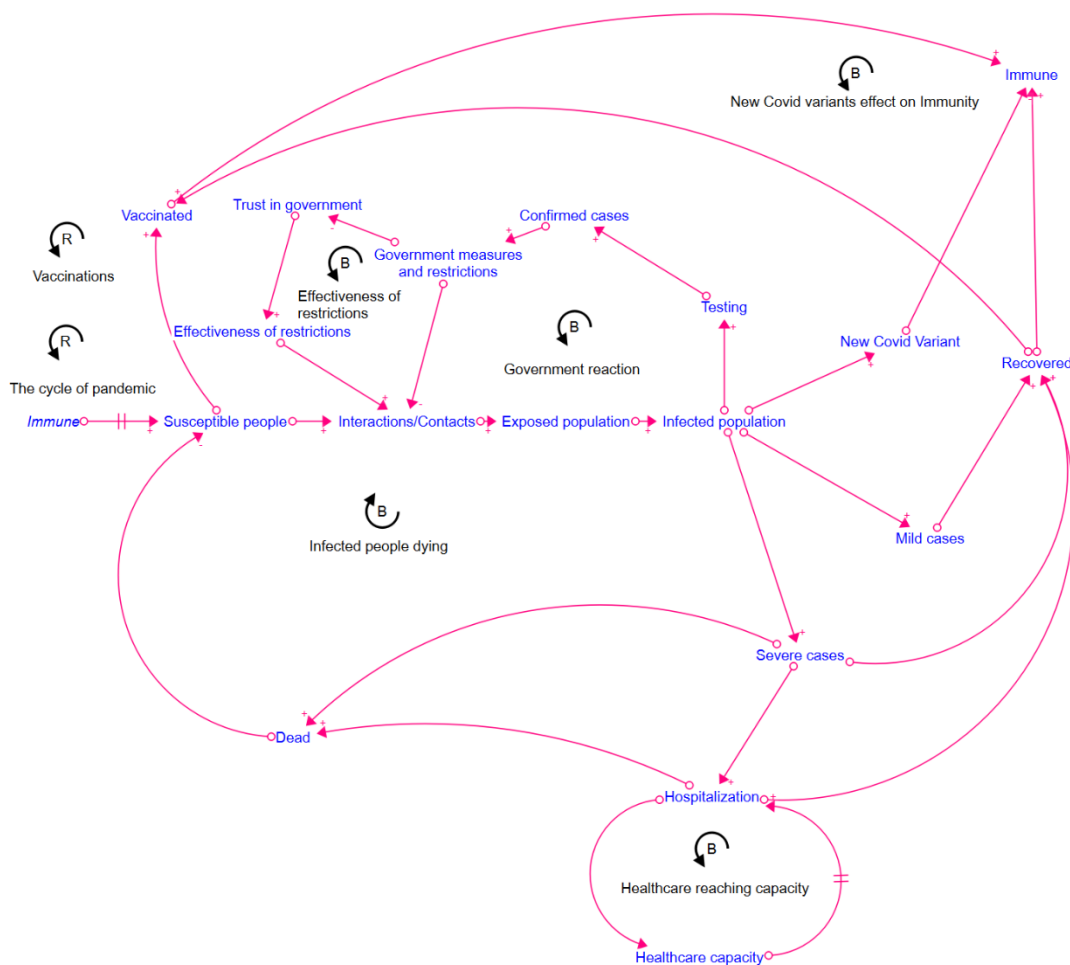 B
Immune
New Covid variants effect on Immunity
Vaccinated
Trust in government
Confirmed cases
R
Vaccinations
B
Government measures
and restrictions
Effectiveness of
restrictions
Testing
R
Effectiveness of restrictions
B
New Covid Variant
The cycle of pandemic
Government reaction
Recovered
Immune
Susceptible people
Interactions/Contacts
Exposed population
Infected population
B
Infected people dying
Mild cases
Severe cases
Dead
Hospitalization
B
Healthcare reaching capacity
Healthcare capacity